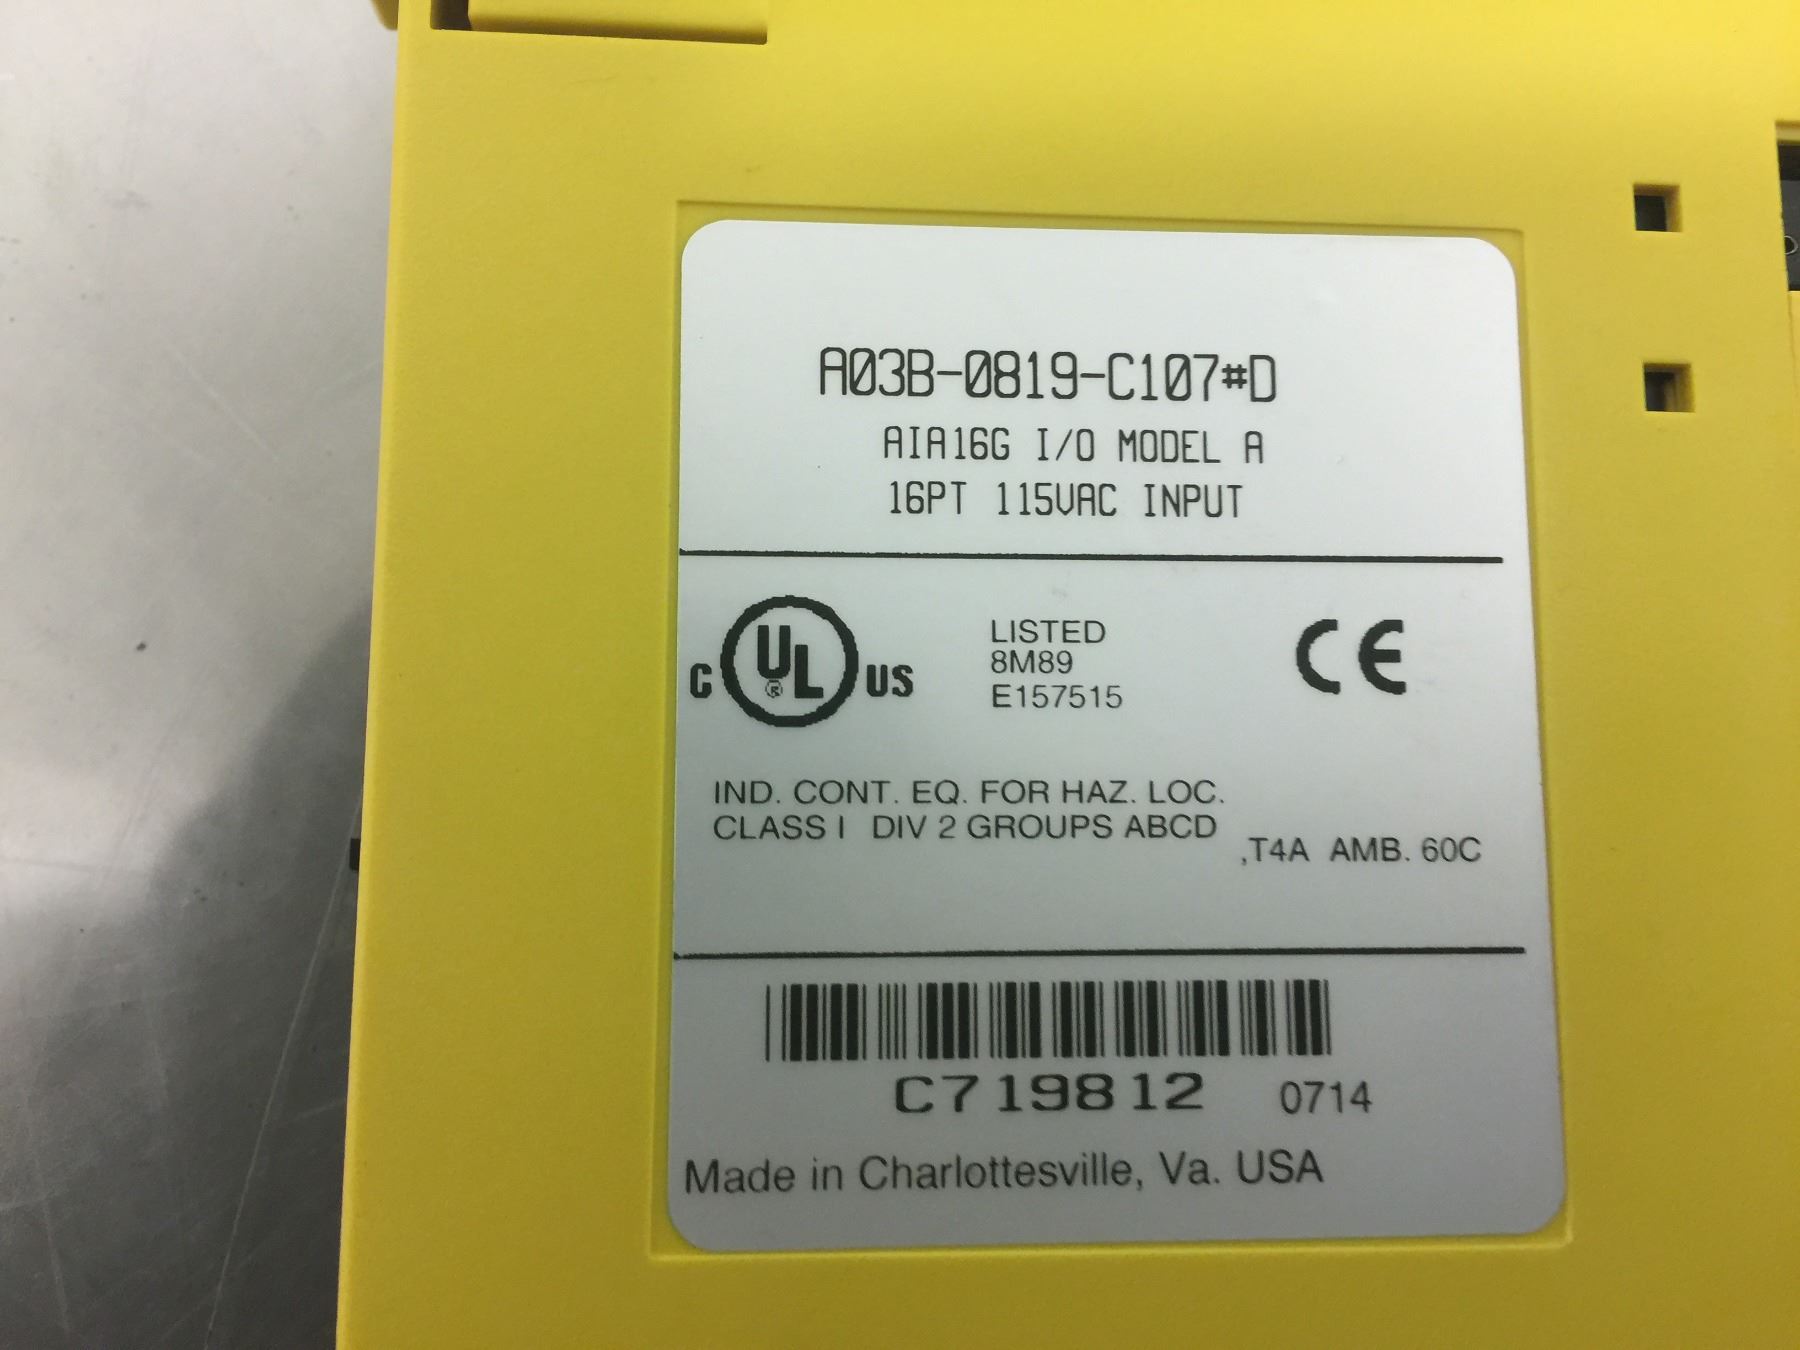 A03B-0819-C107#D
AIA16G I/O MODEL A
16PT 115VAC INPUT
C UL® US
LISTED
8M89
E157515
CE
IND. CONT. EQ. FOR HAZ. LOC.
CLASS I DIV 2 GROUPS ABCD
,T4A AMB. 60C
C719812 0714
Made in Charlottesville, Va. USA